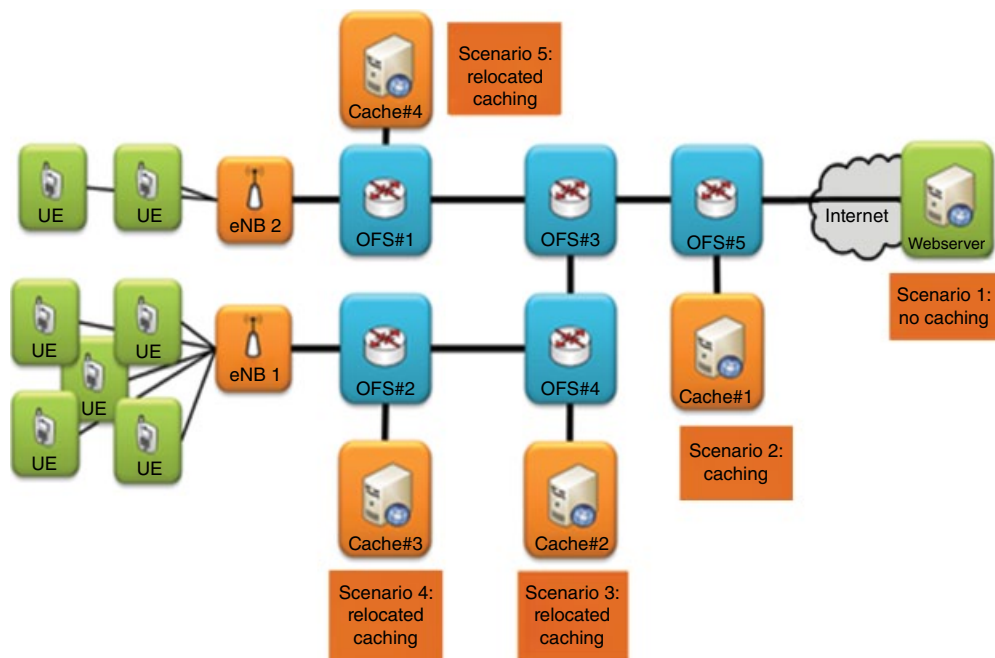 Scenario 5:
relocated
caching
Cache#4
UE
UE
eNB 2
OFS#1
OFS#3
OFS#5
Internet
Webserver
Scenario 1:
no caching
UE
UE
UE
UE
UE
eNB 1
OFS#2
OFS#4
Cache#1
Scenario 2:
caching
Cache#3
Cache#2
Scenario 4:
relocated
caching
Scenario 3:
relocated
caching